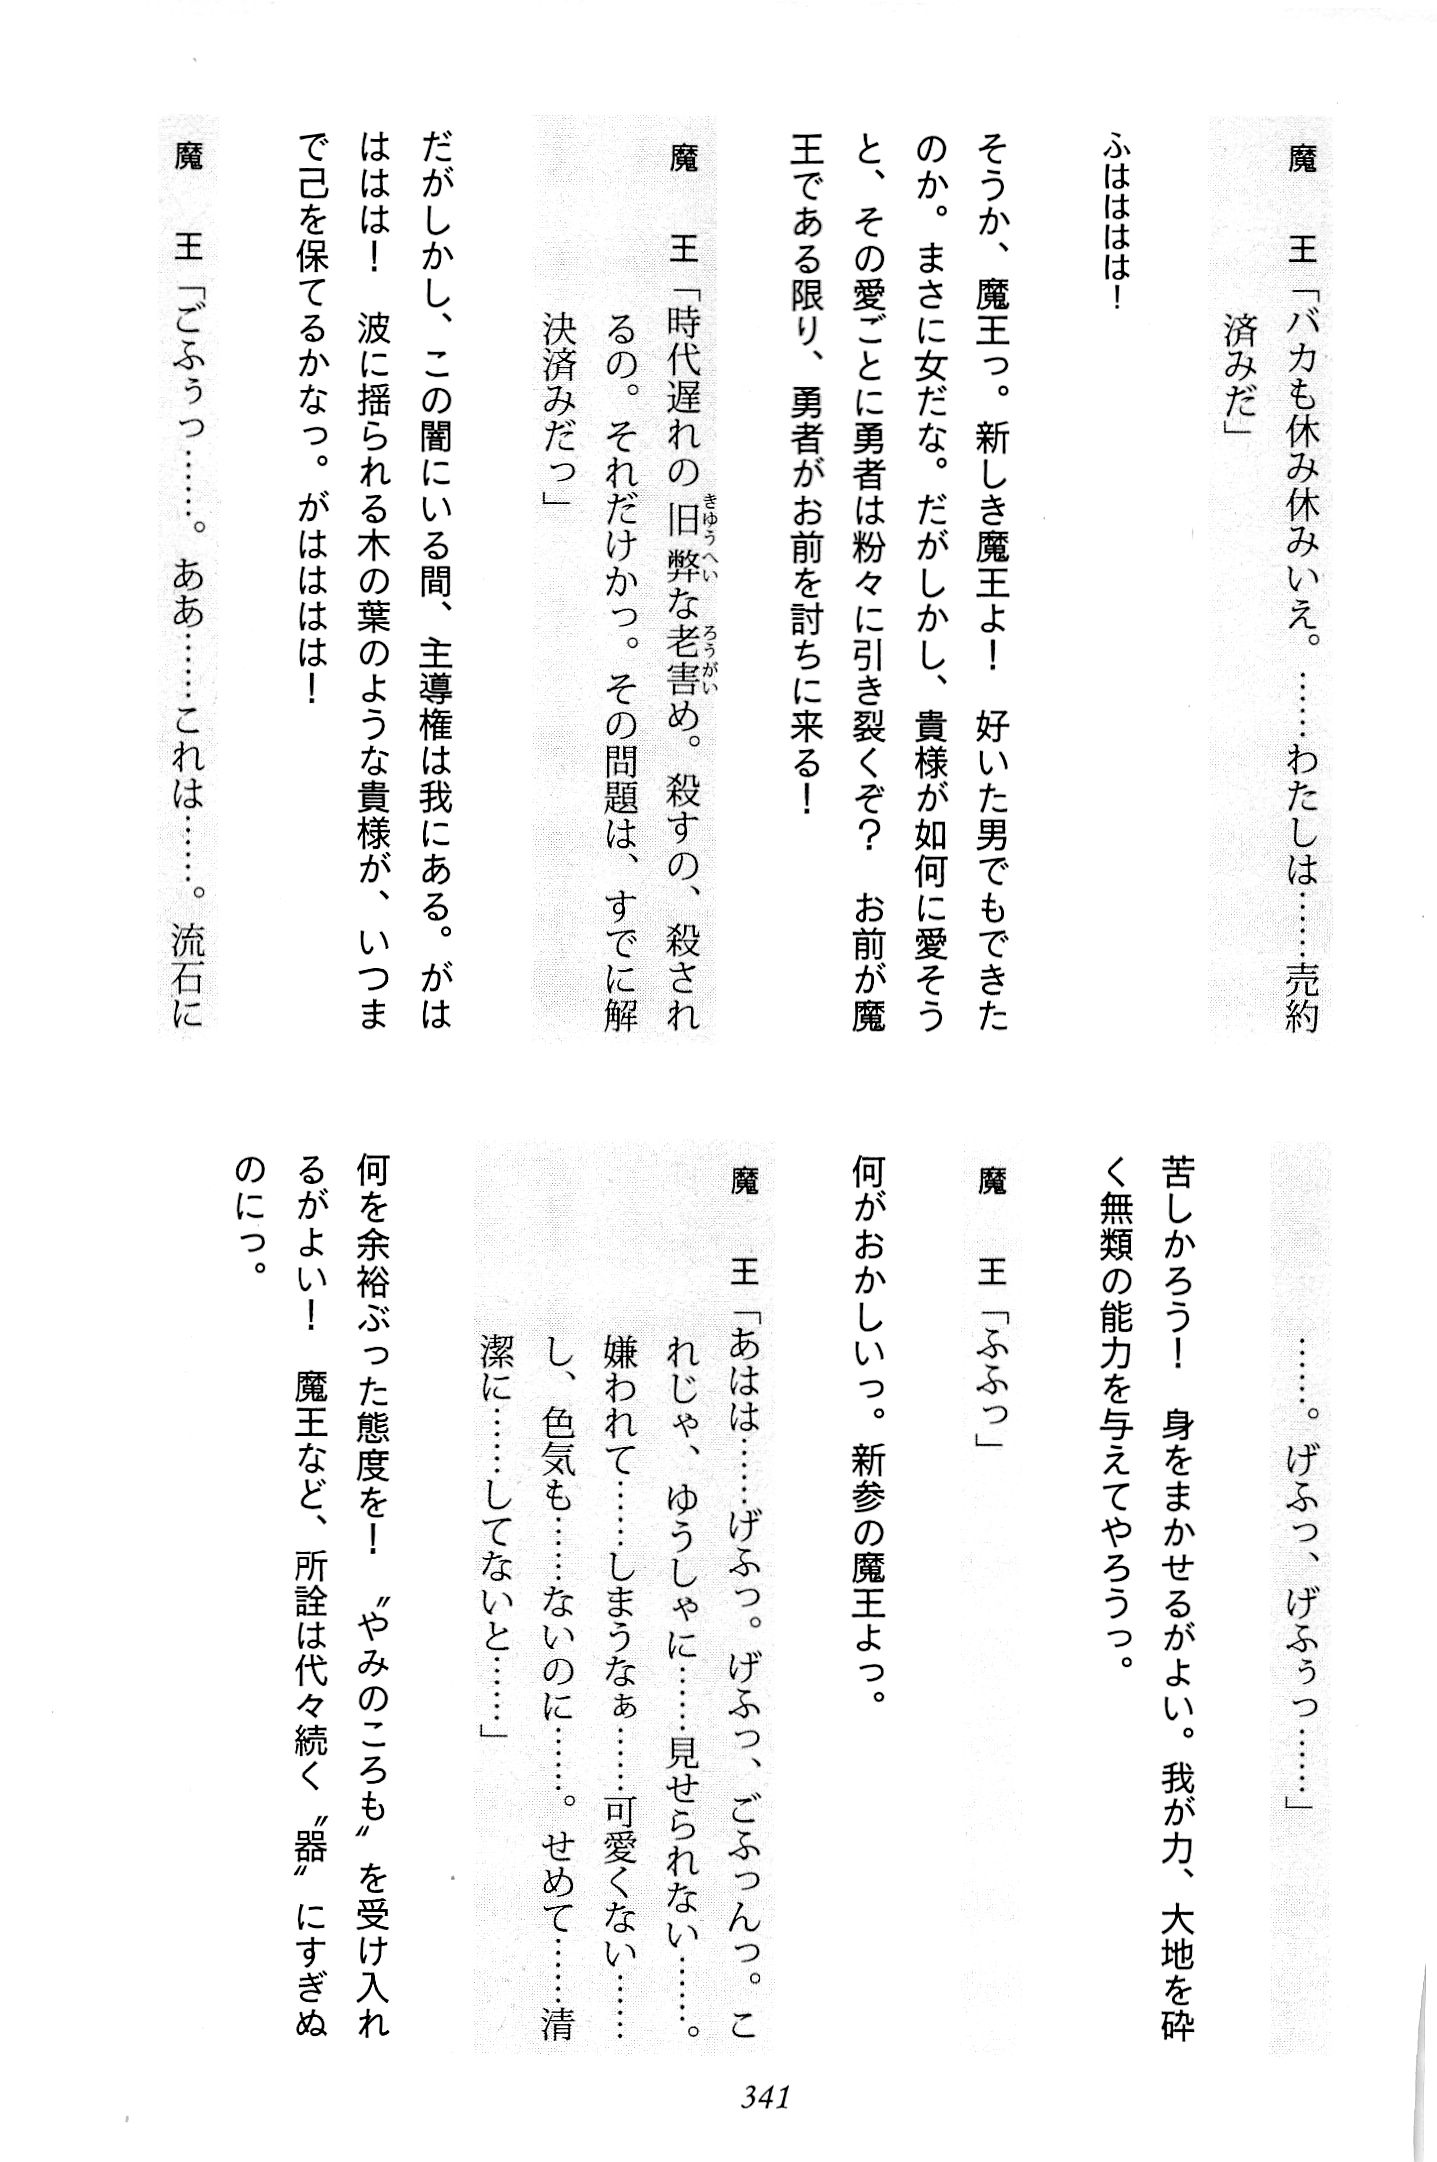 魔　王「バカも休み休みいえ。……わたしは……売約
済みだ」
ふはははは！
そうか、魔王っ。新しき魔王よ！　好いた男でもできた
のか。まさに女だな。だがしかし、貴様が如何に愛そう
と、その愛ごとに勇者は粉々に引き裂くぞ？　お前が魔
王である限り、勇者がお前を討ちに来る！
魔　王「時代遅れの旧弊な老害め。殺すの、殺され
きゆうへい
ろうがい
るの。それだけかっ。その問題は、すでに解
決済みだっ」
だがしかし、この闇にいる間、主導権は我にある。がは
ははは！　波に揺られる木の葉のような貴様が、いつま
で己を保てるかなっ。がはははは！
魔　王「ごふぅっ……。ああ……これは……。流石に
……。げふっ、げふぅっ……」
苦しかろう！　身をまかせるがよい。我が力、大地を砕
く無類の能力を与えてやろうっ。
魔　王「ふふっ」
何がおかしいっ。新参の魔王よっ。
魔　王「あはは……げふっ。げふっ、ごふっんっ。こ
れじゃ、ゆうしゃに……見せられない……。
嫌われて……しまうなぁ……可愛くない……
し、色気も……ないのに……。せめて……清
潔に……してないと……」
何を余裕ぶった態度を！　〝やみのころも〟を受け入れ
るがよい！　魔王など、所詮は代々続く〝器〟にすぎぬ
のにっ。
341